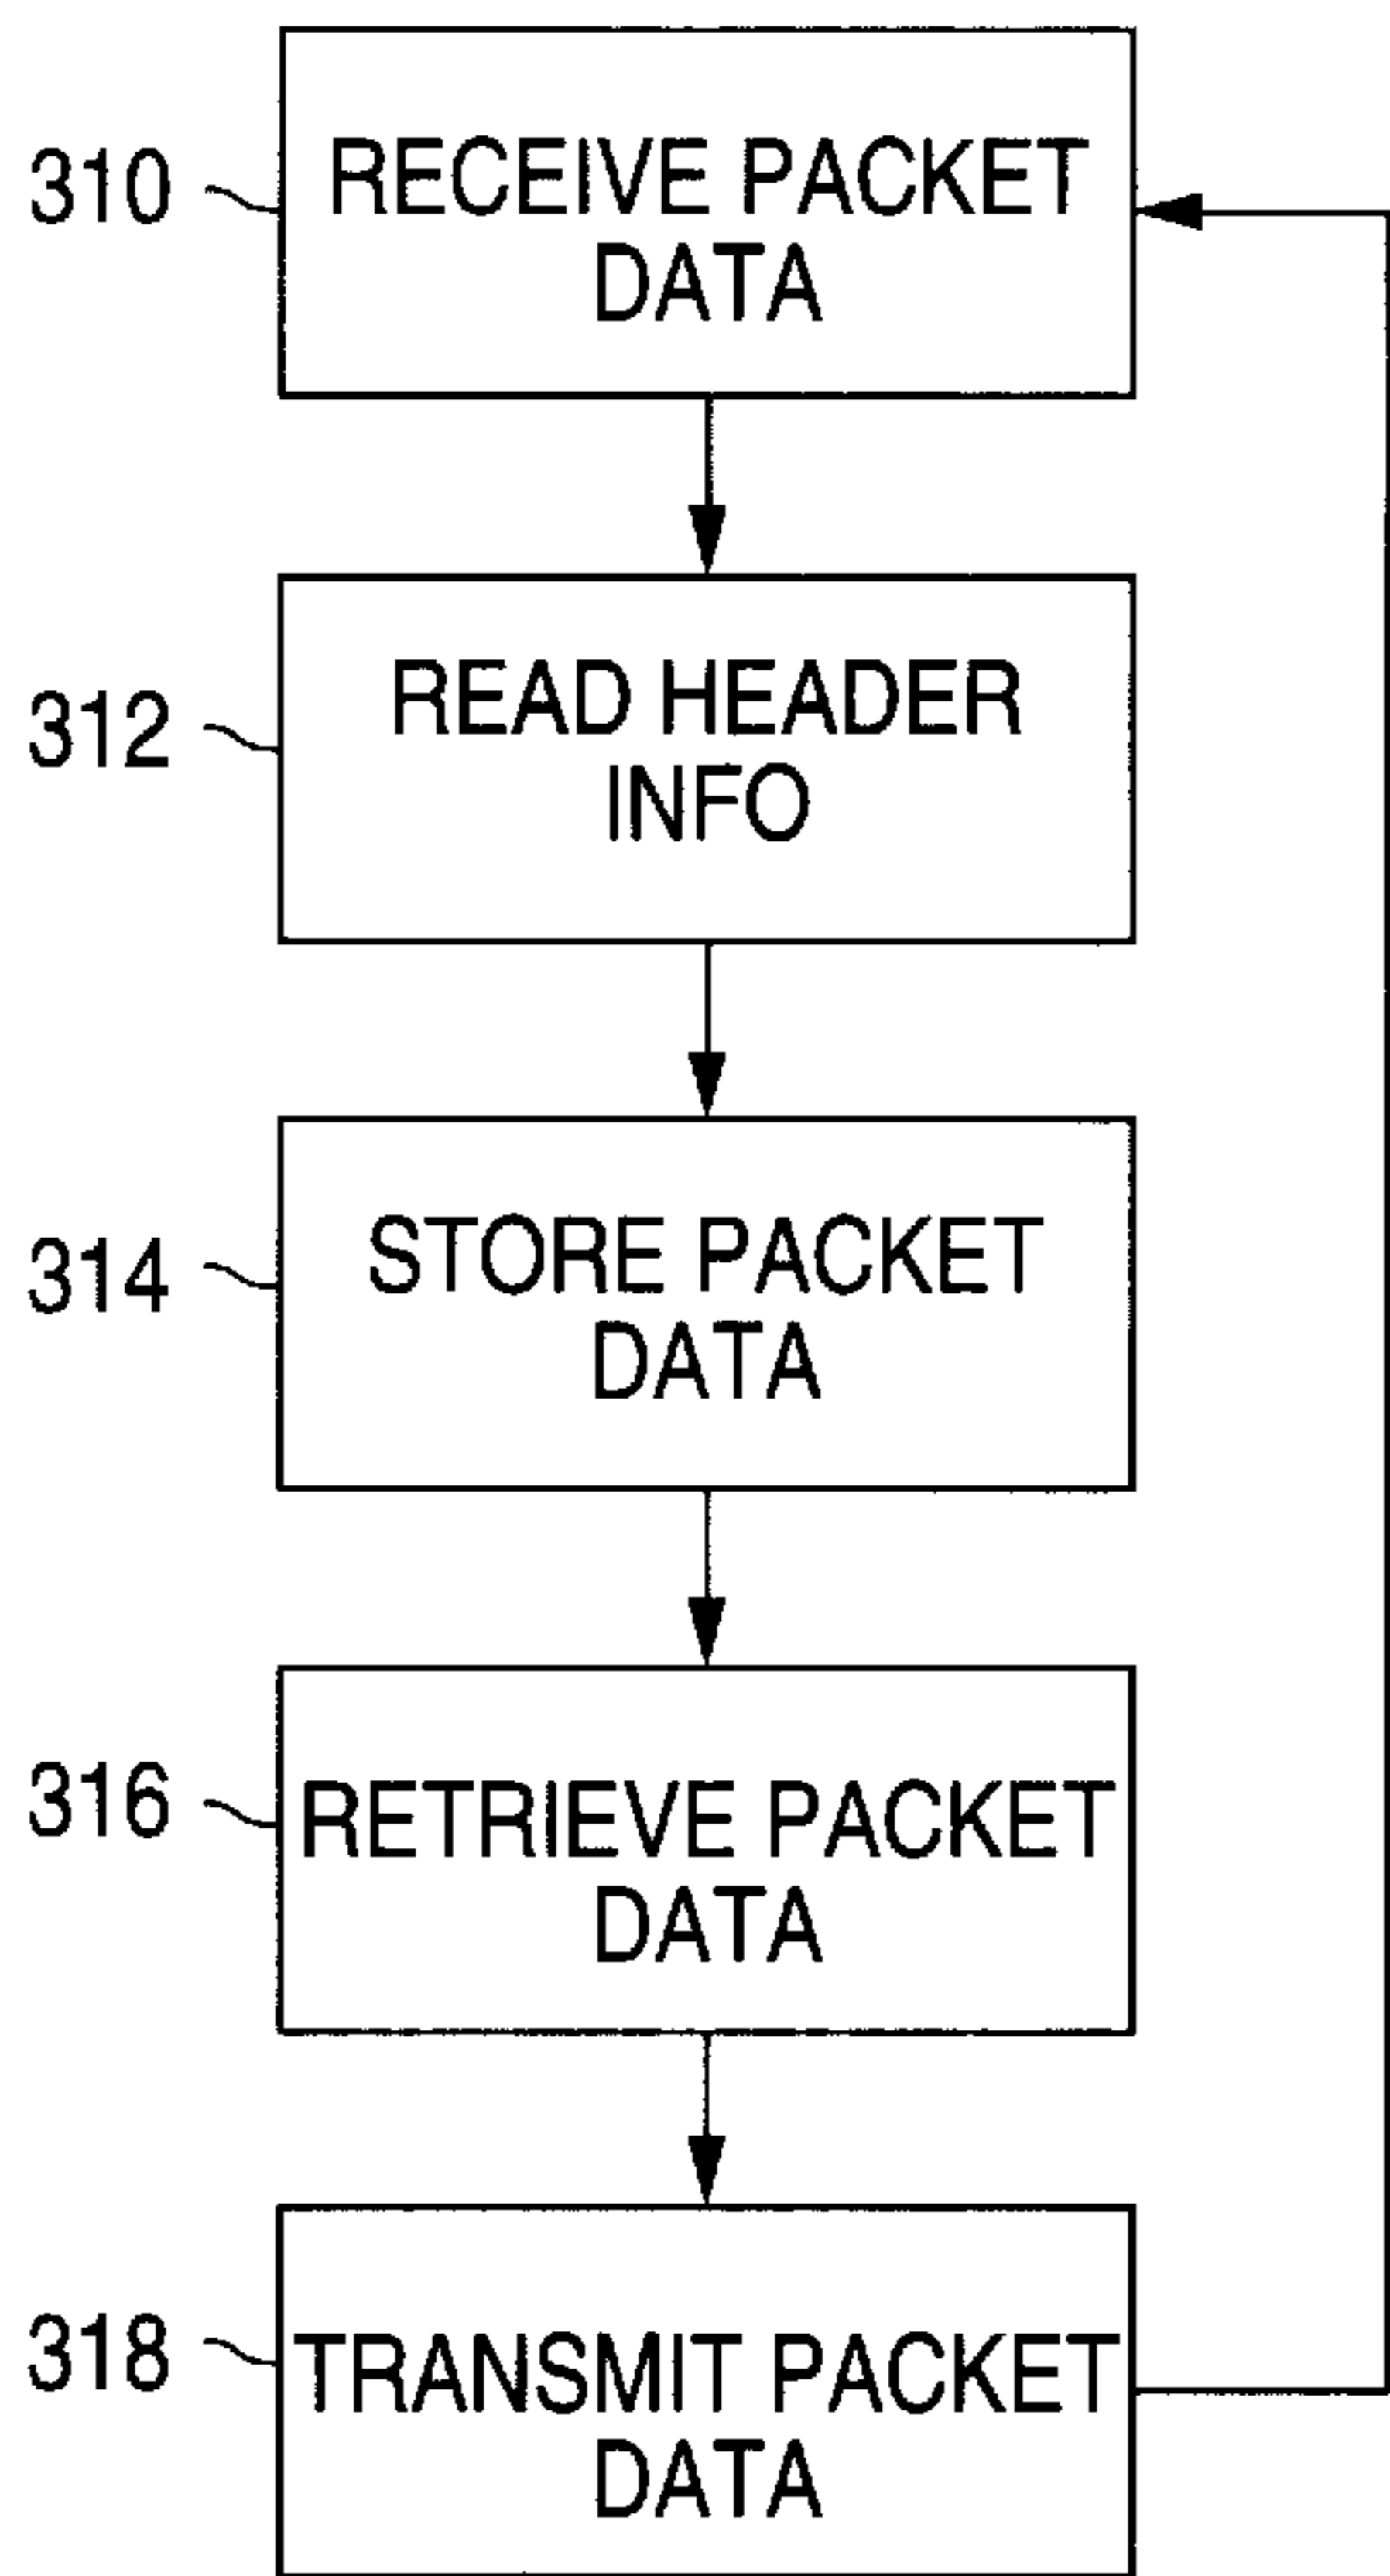 310
RECEIVE PACKET
DATA
312
READ HEADER
INFO
314
STORE PACKET
DATA
316
RETRIEVE PACKET
DATA
318
TRANSMIT PACKET
DATA